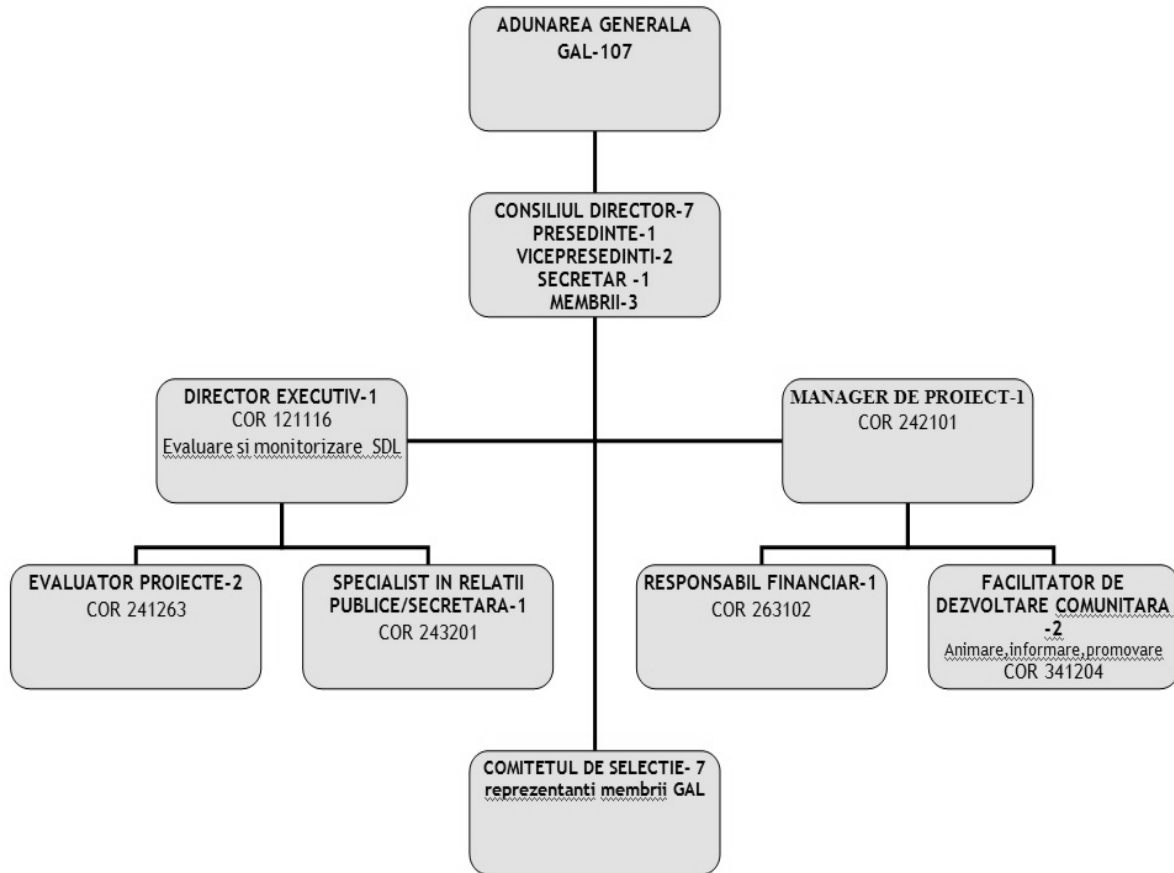 ADUNAREA GENERALA
GAL-107
CONSILIUL DIRECTOR-7
PRESEDINTE-1
VICEPRESEDINTI-2
SECRETAR -1
MEMBRII-3
DIRECTOR EXECUTIV-1
COR 121116
Evaluare si monitorizare SDL
MANAGER DE PROIECT-1
COR 242101
EVALUATOR PROIECTE-2
COR 241263
SPECIALIST IN RELATII
PUBLICE/SECRETARA-1
COR 243201
RESPONSABIL FINANCIAR-1
COR 263102
FACILITATOR DE
DEZVOLTARE COMUNITARA
-2
Animare,informare,promovare
COR 341204
COMITETUL DE SELECTIE- 7
reprezentanti membrii GAL